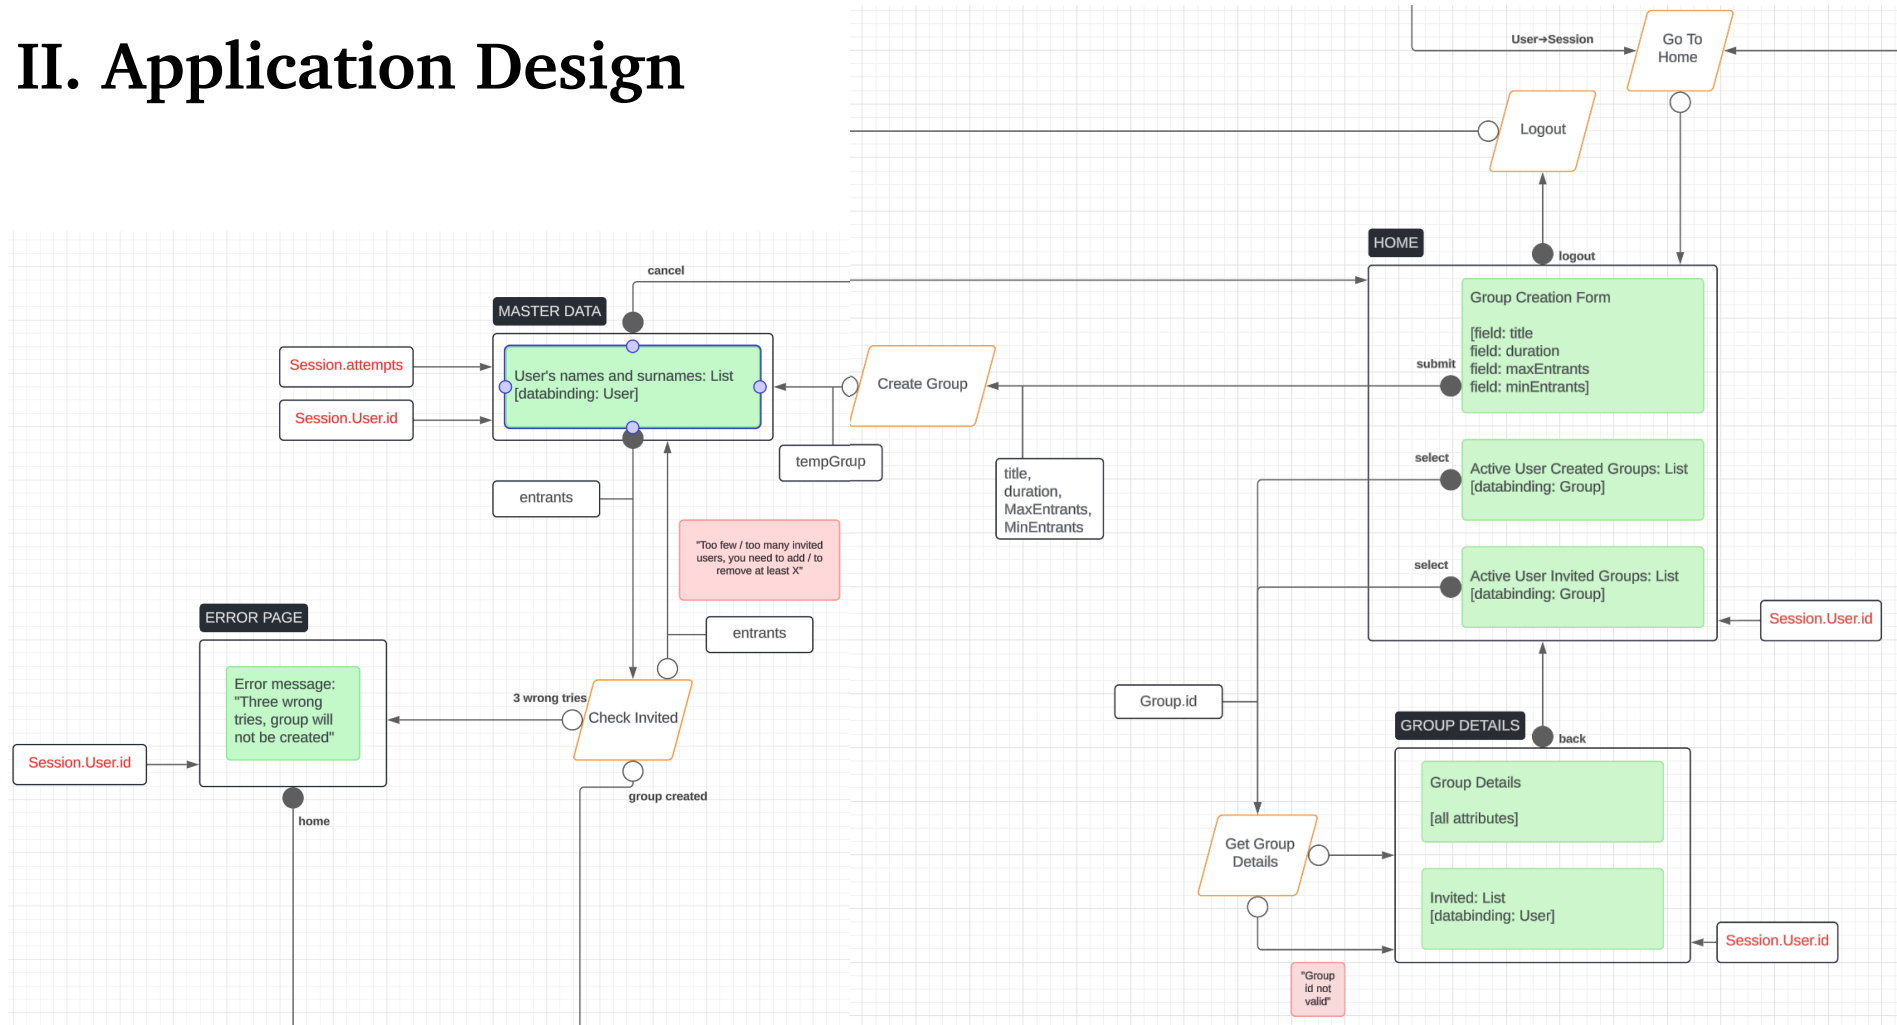 II. Application Design
User➔Session
Go To
Home
Logout
HOME
logout
cancel
Group Creation Form
[field: title
field: duration
field: maxEntrants
field: minEntrants]
submit
MASTER DATA
Session.attempts
User's names and surnames: List
[databinding: User]
Session.User.id
Create Group
tempGroup
title,
duration,
MaxEntrants,
MinEntrants
select
Active User Created Groups: List
[databinding: Group]
entrants
"Too few / too many invited
users, you need to add / to
remove at least X"
select
Active User Invited Groups: List
[databinding: Group]
Session.User.id
ERROR PAGE
entrants
Error message:
"Three wrong
tries, group will
not be created"
3 wrong tries
Check Invited
Group.id
GROUP DETAILS
back
Session.User.id
group created
home
Group Details
[all attributes]
Get Group
Details
Invited: List
[databinding: User]
Session.User.id
"Group
id not
valid"